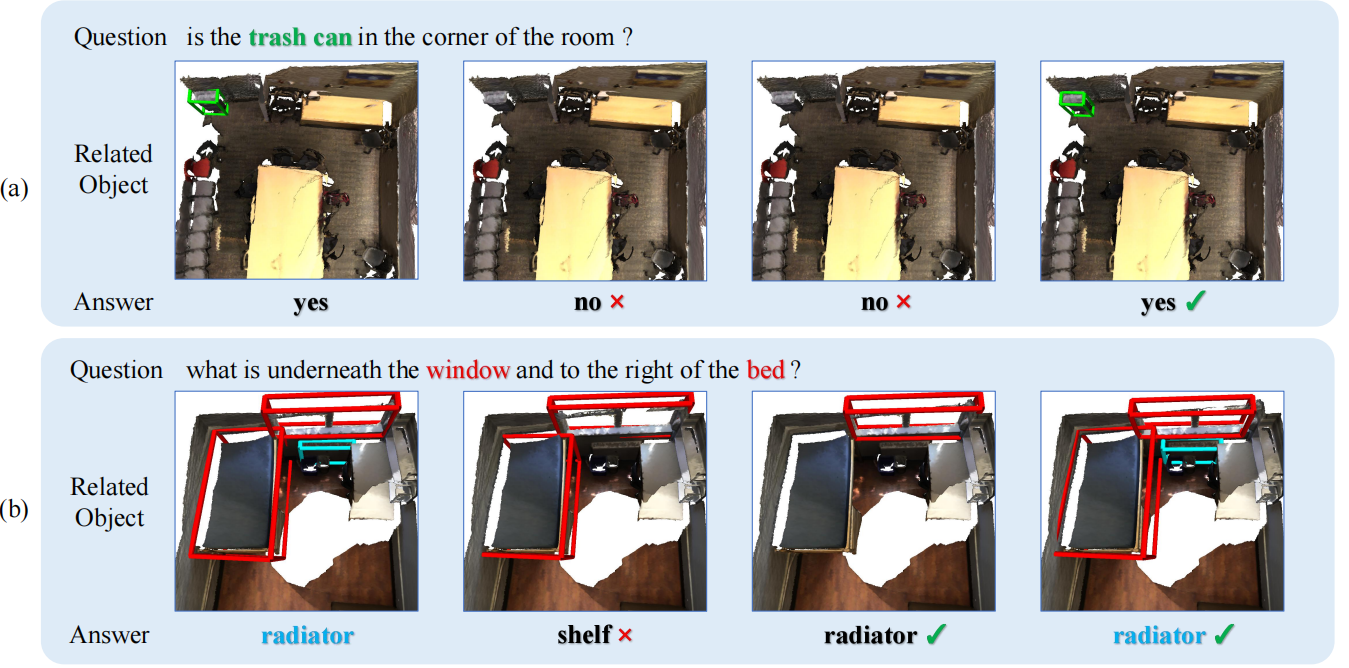 Question is the trash can in the corner of the room ?
(a)
Related
Object
Answer yes no × no × yes ✓
Question what is underneath the window and to the right of the bed ?
(b)
Related
Object
Answer radiator shelf × radiator ✓ radiator ✓